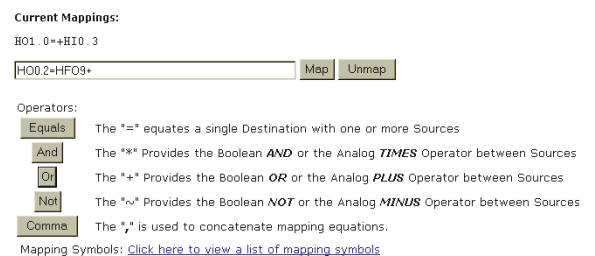 Current Mappings:
HO1.0=+HI0.3
HO0.2=HFO9+ Map Unmap
Operators:
Equals The "=" equates a single Destination with one or more Sources
And The "*" Provides the Boolean AND or the Analog TIMES Operator between Sources
Or The "+" Provides the Boolean OR or the Analog PLUS Operator between Sources
Not The "~" Provides the Boolean NOT or the Analog MINUS Operator between Sources
Comma The "," is used to concatenate mapping equations.
Mapping Symbols: Click here to view a list of mapping symbols